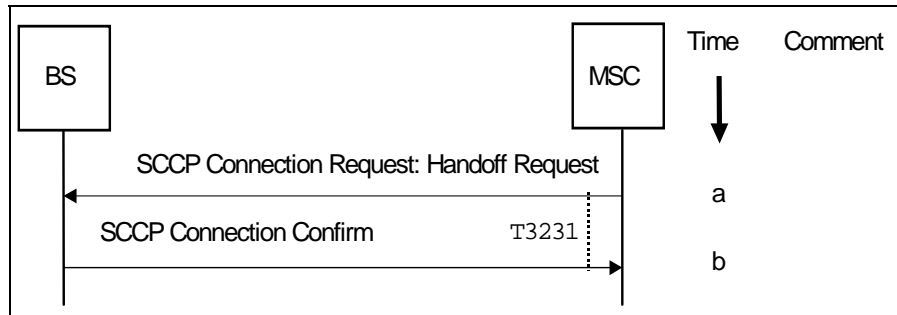 Time Comment
BS MSC
SCCP Connection Request: Handoff Request
a
SCCP Connection Confirm T3231
b